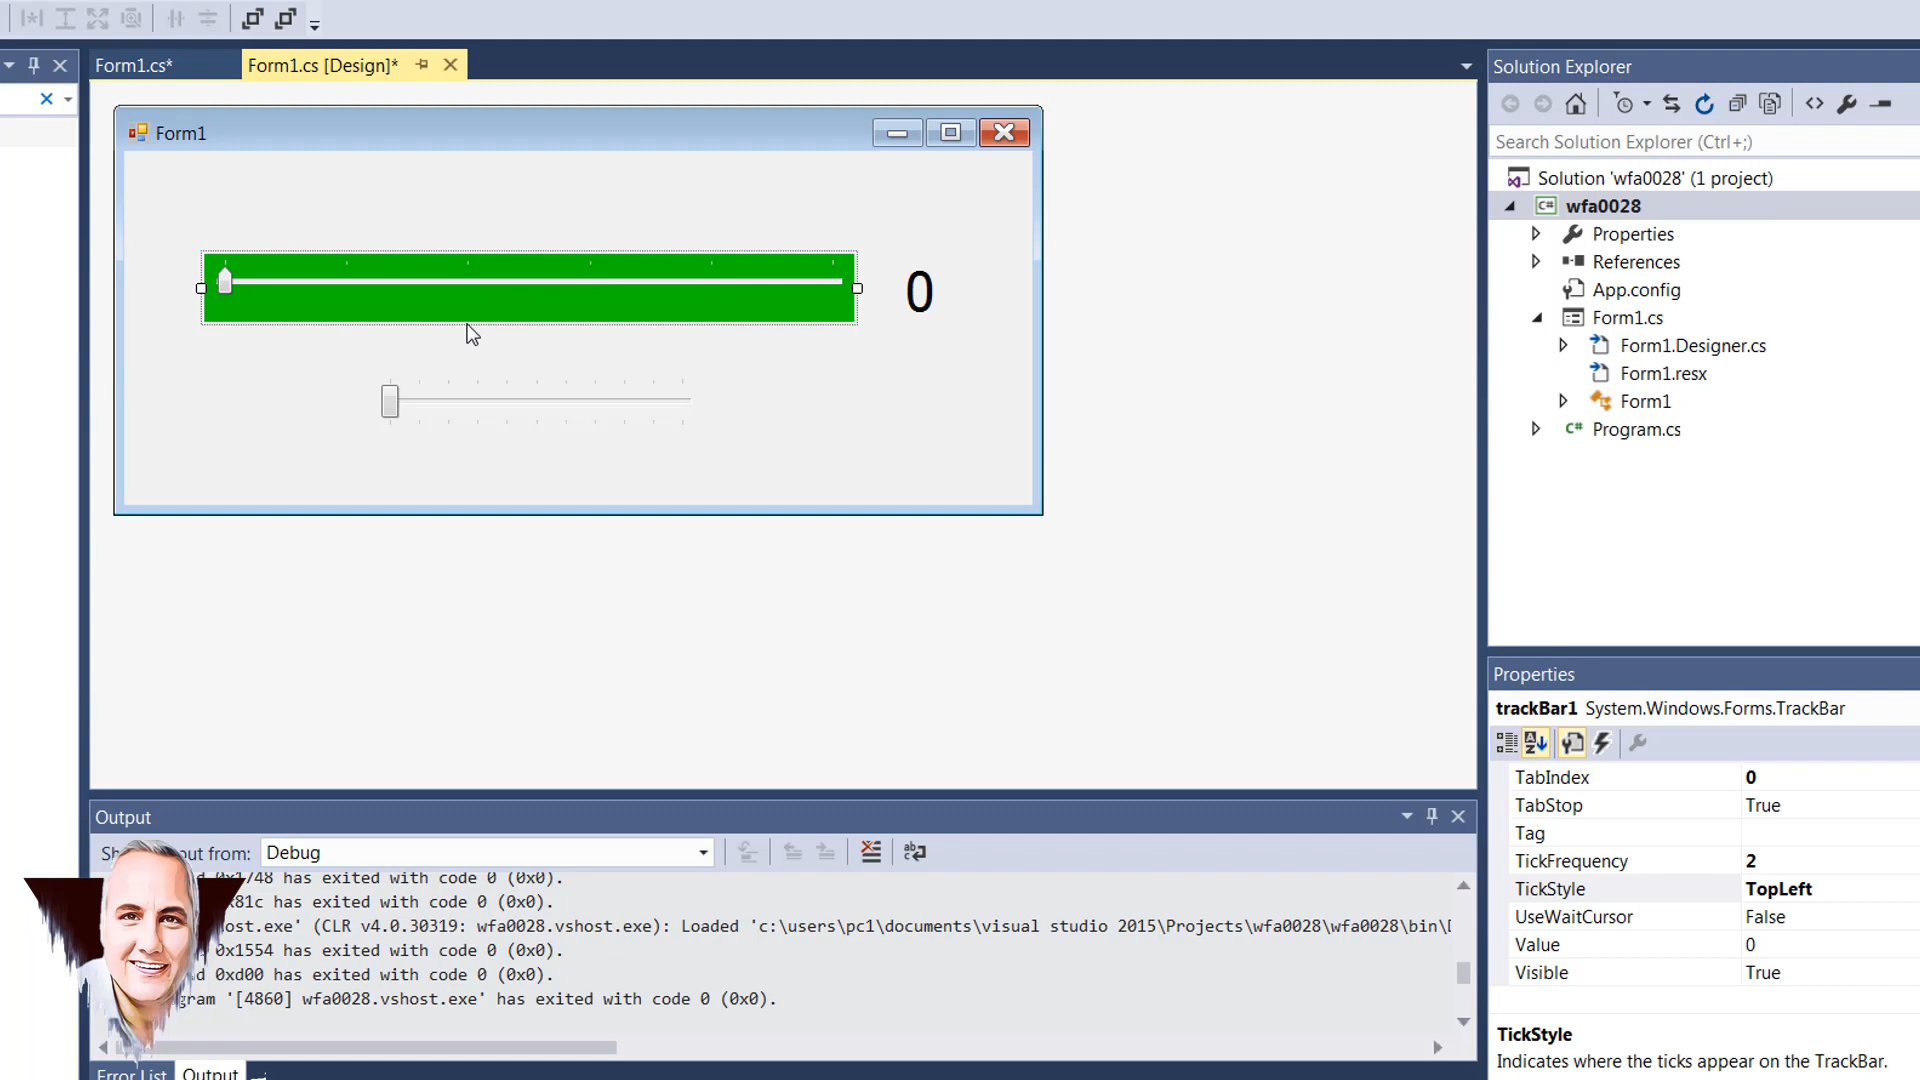 Form1.cs*
Form1.cs [Design]*
Form1
0
Solution Explorer
Search Solution Explorer (Ctrl+;)
Solution 'wfa0028' (1 project)
C# wfa0028
Properties
References
App.config
Form1.cs
Form1.Designer.cs
Form1.resx
Form1
C# Program.cs
Properties
trackBar1 System.Windows.Forms.TrackBar
TabIndex 0
TabStop True
Tag
TickFrequency 2
TickStyle TopLeft
UseWaitCursor False
Value 0
Visible True
TickStyle
Indicates where the ticks appear on the TrackBar.
Output
out from: Debug
0x1748 has exited with code 0 (0x0).
x81c has exited with code 0 (0x0).
host.exe' (CLR v4.0.30319: wfa0028.vshost.exe): Loaded 'c:\users\pc1\documents\visual studio 2015\Projects\wfa0028\wfa0028\bin\
0x1554 has exited with code 0 (0x0).
d 0xd00 has exited with code 0 (0x0).
gram '[4860] wfa0028.vshost.exe' has exited with code 0 (0x0).
Error List
Output